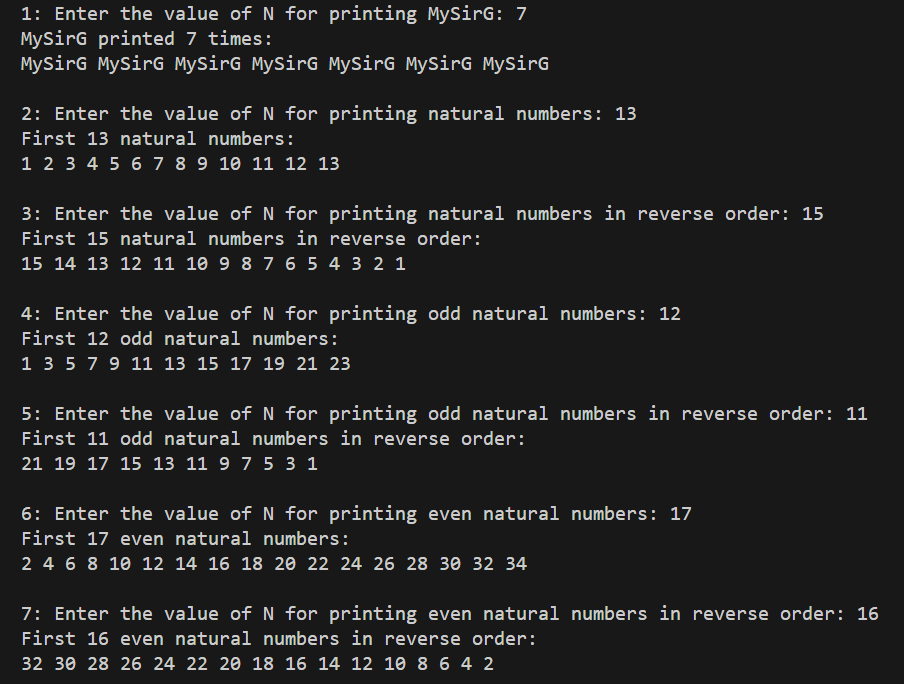 1: Enter the value of N for printing MySirG: 7
MySirG printed 7 times:
MySirG MySirG MySirG MySirG MySirG MySirG MySirG
2: Enter the value of N for printing natural numbers: 13
First 13 natural numbers:
1 2 3 4 5 6 7 8 9 10 11 12 13
3: Enter the value of N for printing natural numbers in reverse order: 15
First 15 natural numbers in reverse order:
15 14 13 12 11 10 9 8 7 6 5 4 3 2 1
4: Enter the value of N for printing odd natural numbers: 12
First 12 odd natural numbers:
1 3 5 7 9 11 13 15 17 19 21 23
5: Enter the value of N for printing odd natural numbers in reverse order: 11
First 11 odd natural numbers in reverse order:
21 19 17 15 13 11 9 7 5 3 1
6: Enter the value of N for printing even natural numbers: 17
First 17 even natural numbers:
2 4 6 8 10 12 14 16 18 20 22 24 26 28 30 32 34
7: Enter the value of N for printing even natural numbers in reverse order: 16
First 16 even natural numbers in reverse order:
32 30 28 26 24 22 20 18 16 14 12 10 8 6 4 2